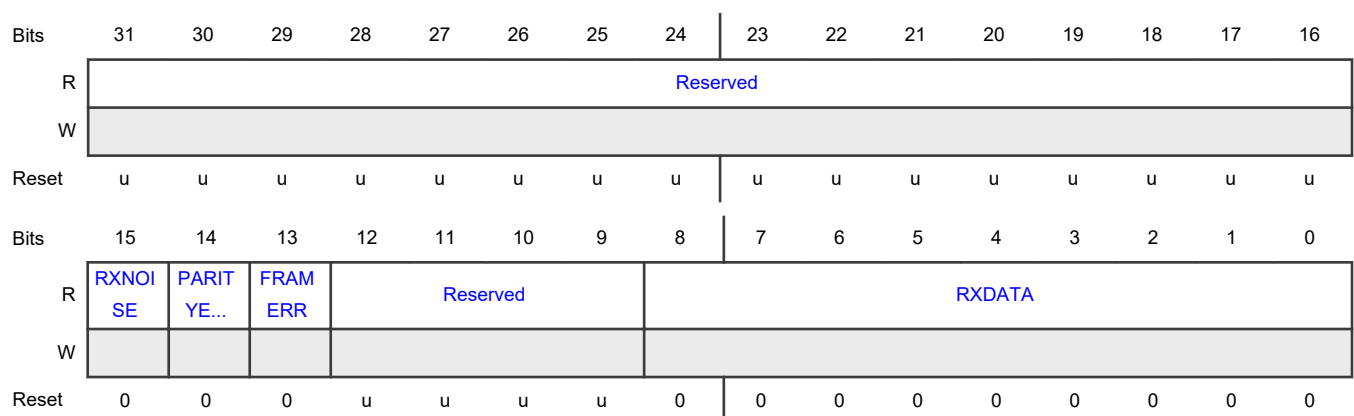 Bits 31 30 29 28 27 26 25 24 23 22 21 20 19 18 17 16
R Reserved
W
Reset u u u u u u u u u u u u u u u u
Bits 15 14 13 12 11 10 9 8 7 6 5 4 3 2 1 0
R RXNOI SE PARIT YE... FRAM ERR Reserved RXDATA
W
Reset 0 0 0 u u u u 0 0 0 0 0 0 0 0 0